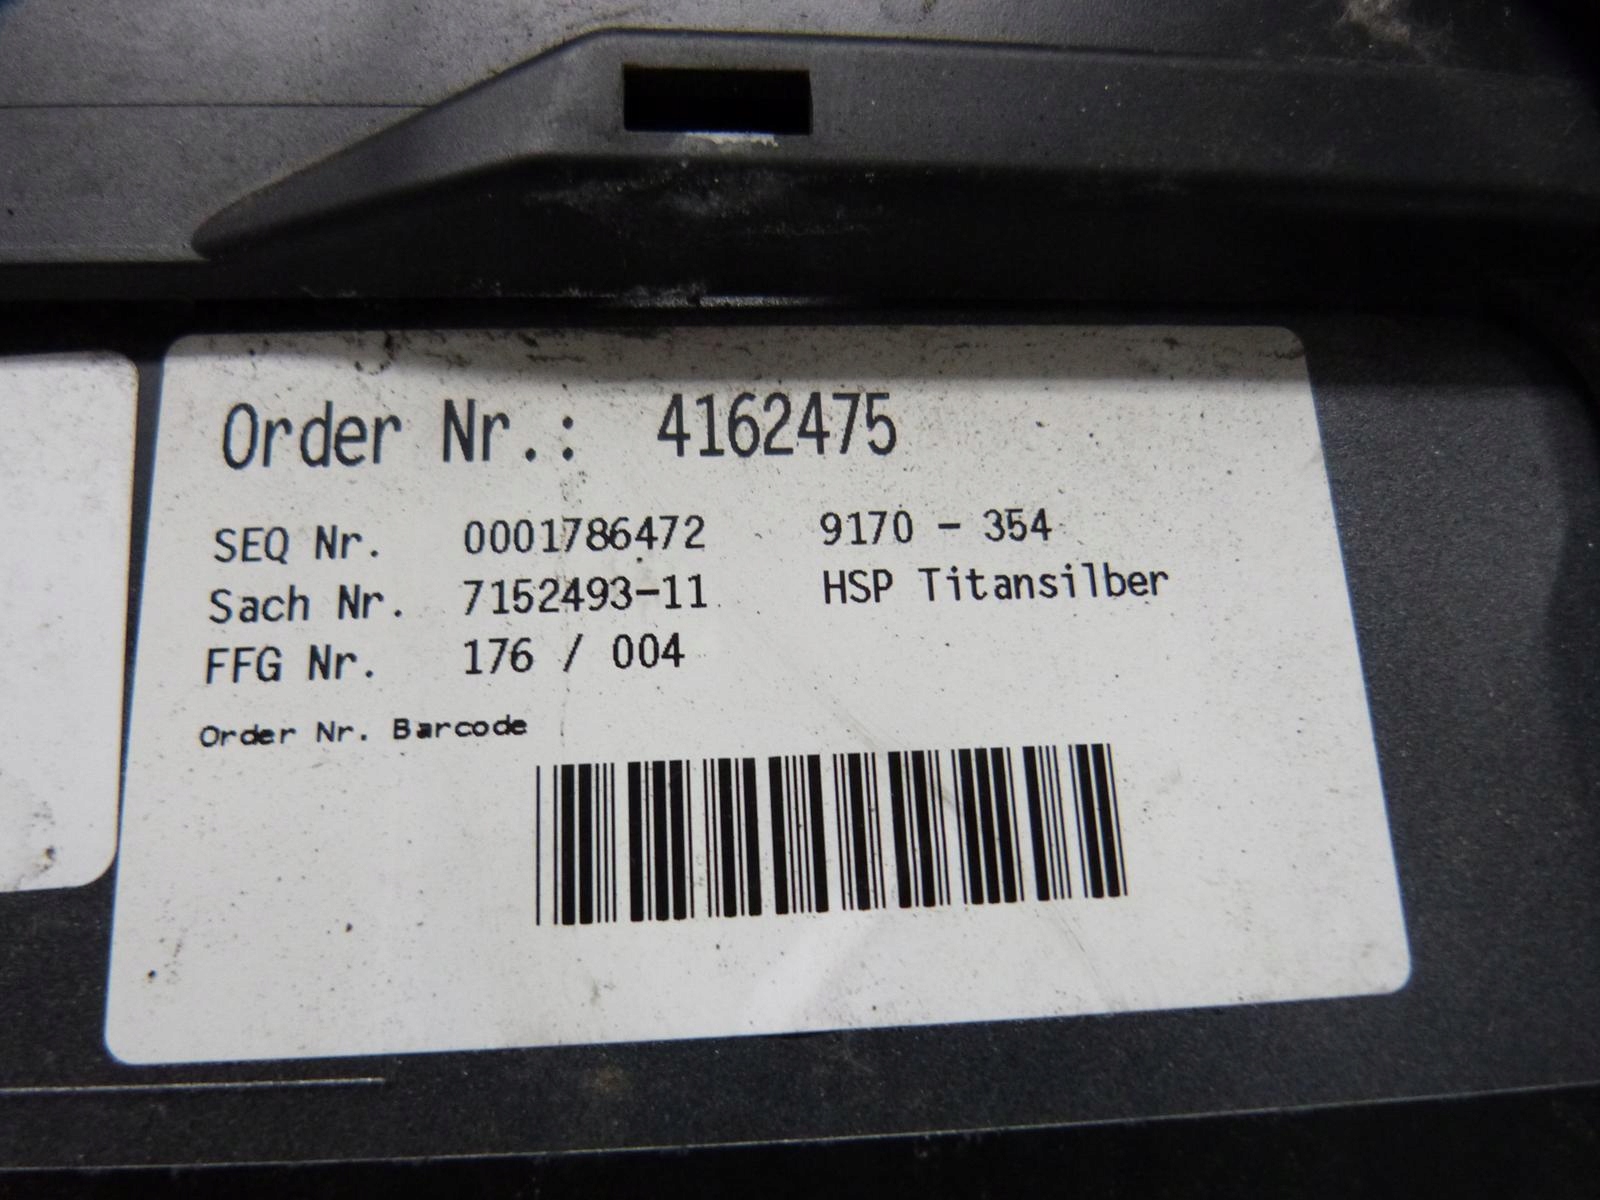 Order Nr.: 4162475
SEQ Nr. 0001786472 9170 - 354
Sach Nr. 7152493-11 HSP Titansilber
FFG Nr. 176 / 004
Order Nr. Barcode